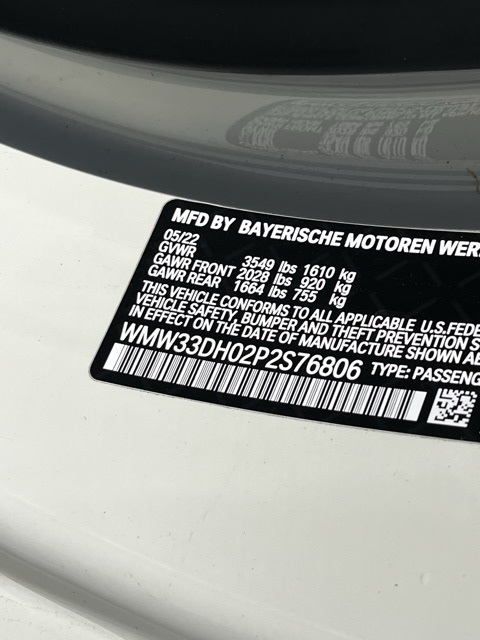 MFD BY BAYERISCHE MOTOREN WER
05/22
GVWR 3549 lbs 1610 kg
GAWR FRONT 2028 lbs 920 kg
GAWR REAR 1664 lbs 755 kg
THIS VEHICLE CONFORMS TO ALL APPLICABLE U.S. FEDE
VEHICLE SAFETY, BUMPER AND THEFT PREVENTION S
IN EFFECT ON THE DATE OF MANUFACTURE SHOWN AB
WMW33DH02P2S76806 TYPE: PASSENG